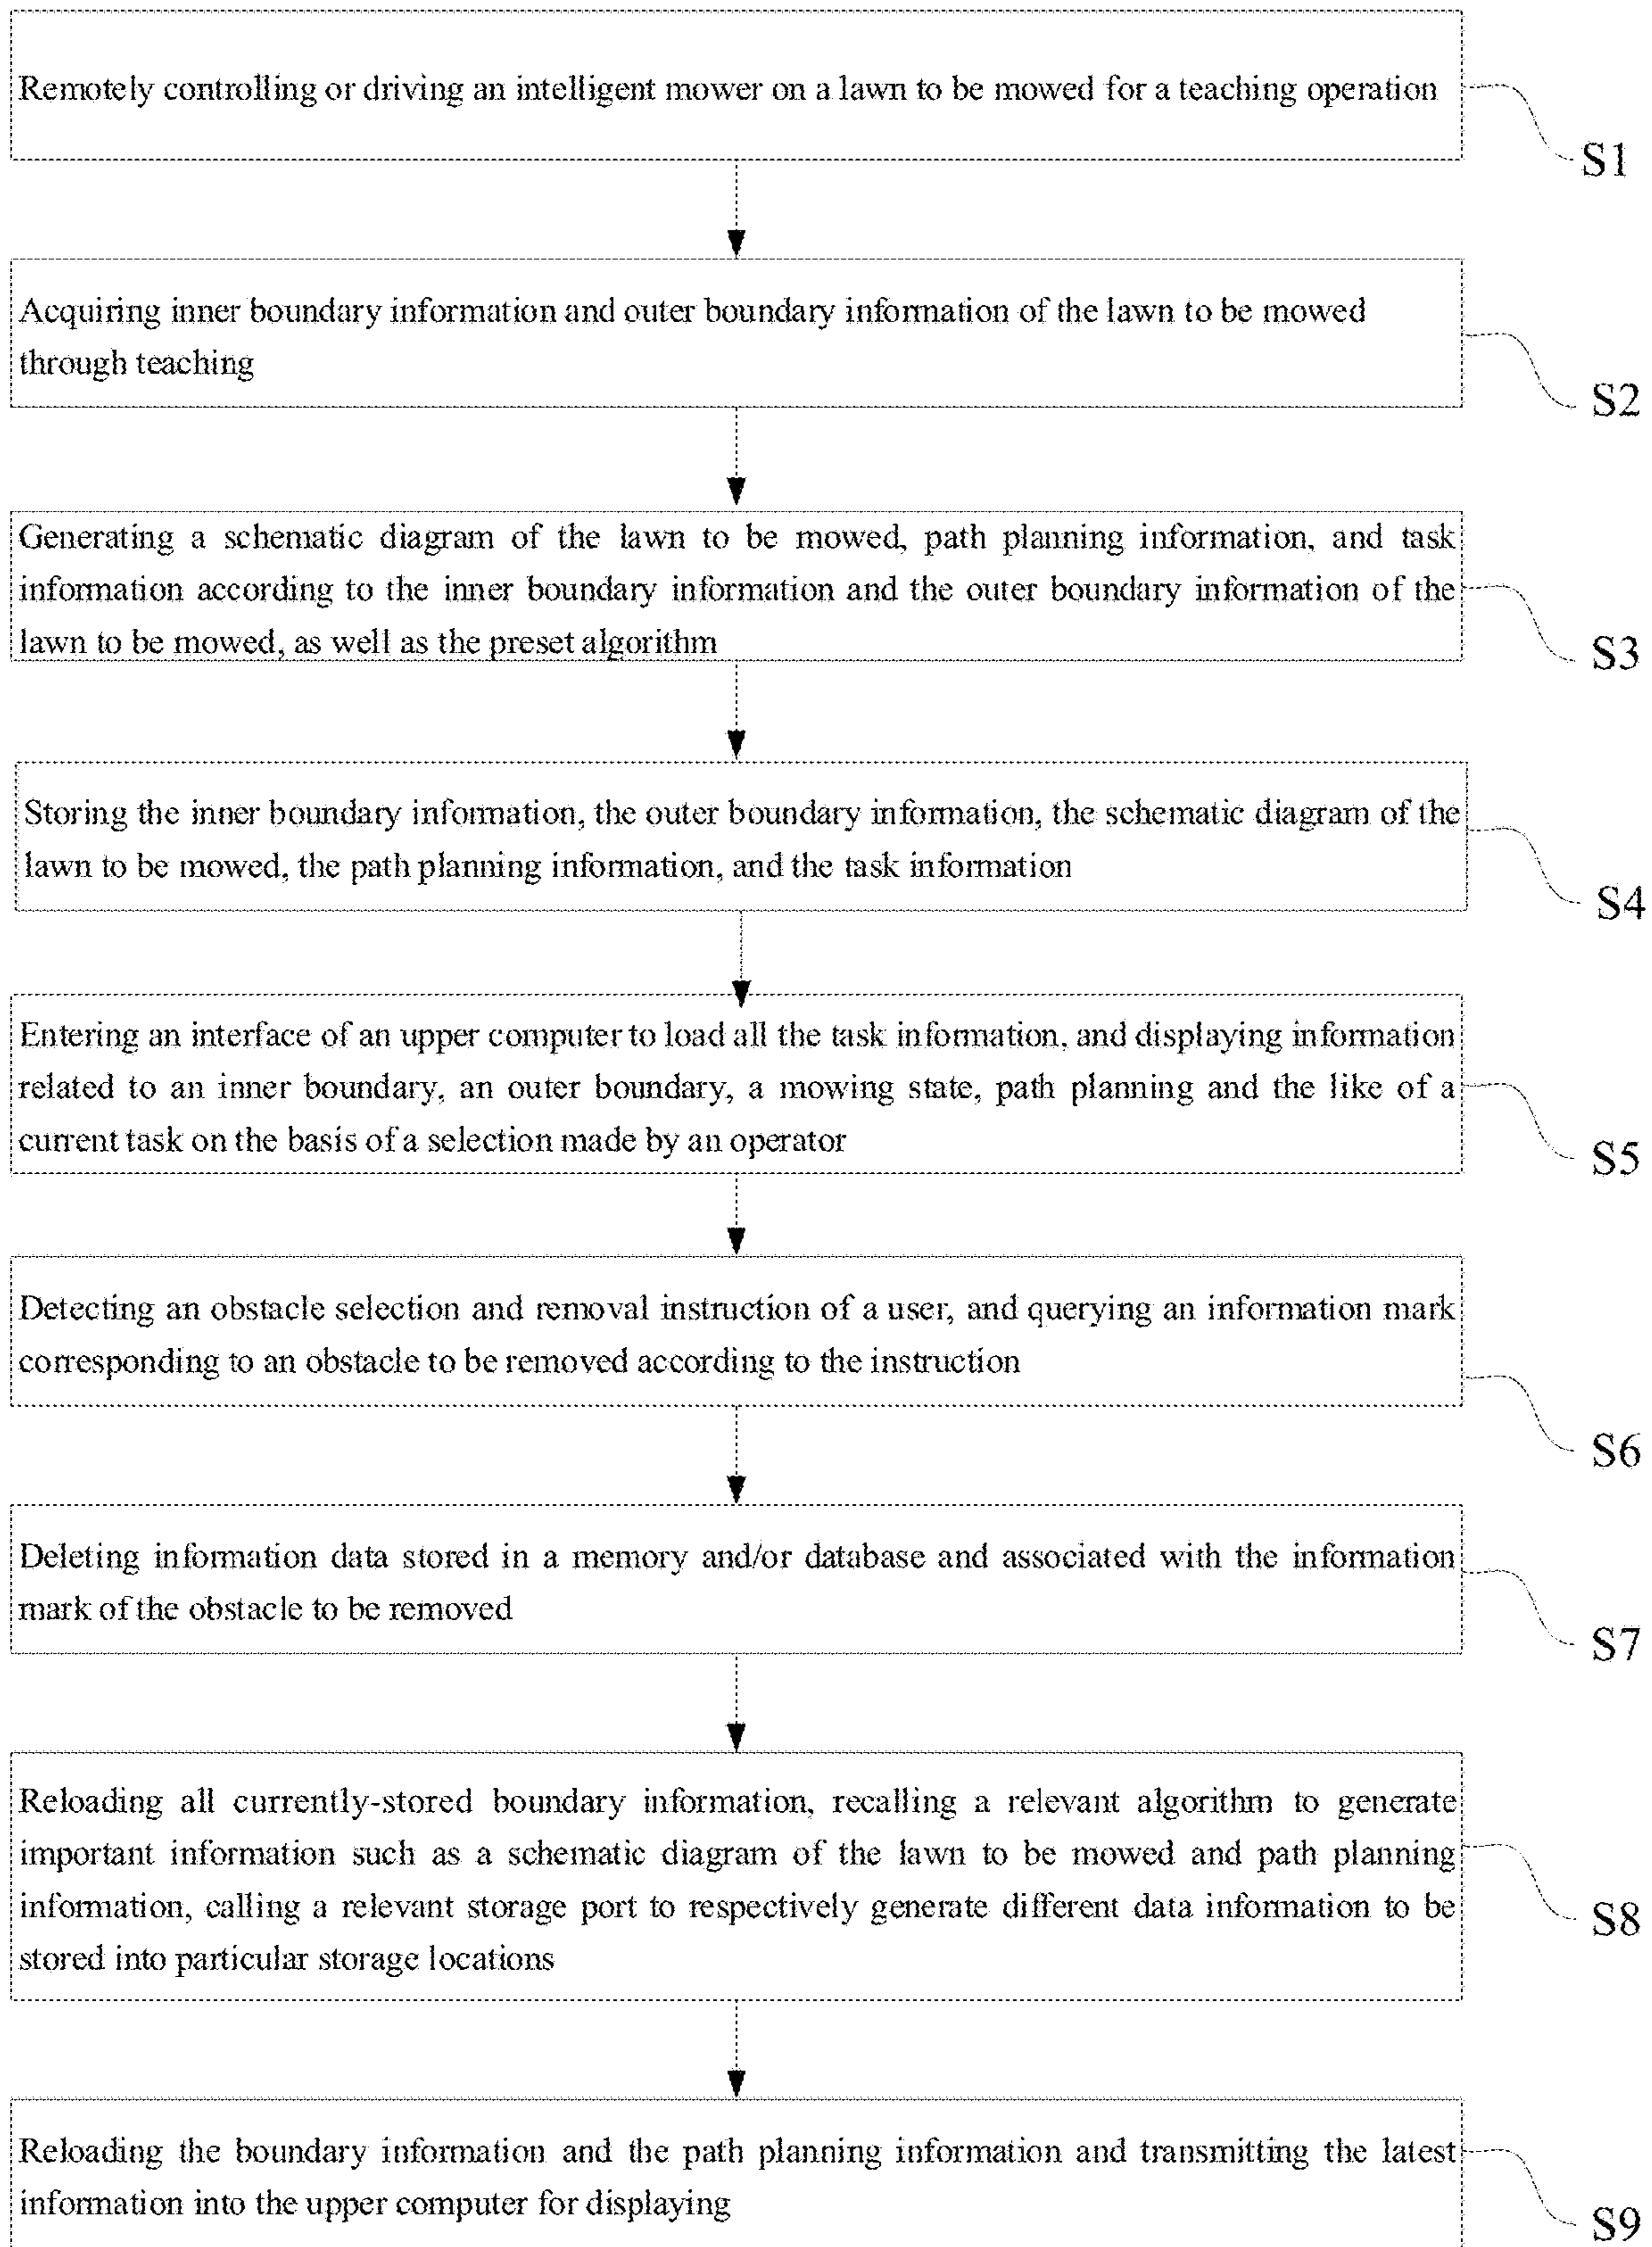 Remotely controlling or driving an intelligent mower on a lawn to be mowed for a teaching operation
S1
Acquiring inner boundary information and outer boundary information of the lawn to be mowed
through teaching
S2
Generating a schematic diagram of the lawn to be mowed, path planning information, and task
information according to the inner boundary information and the outer boundary information of the
lawn to be mowed, as well as the preset algorithm
S3
Storing the inner boundary information, the outer boundary information, the schematic diagram of the
lawn to be mowed, the path planning information, and the task information
S4
Entering an interface of an upper computer to load all the task information, and displaying information
related to an inner boundary, an outer boundary, a mowing state, path planning and the like of a
current task on the basis of a selection made by an operator
S5
Detecting an obstacle selection and removal instruction of a user, and querying an information mark
corresponding to an obstacle to be removed according to the instruction
S6
Deleting information data stored in a memory and/or database and associated with the information
mark of the obstacle to be removed
S7
Reloading all currently-stored boundary information, recalling a relevant algorithm to generate
important information such as a schematic diagram of the lawn to be mowed and path planning
information, calling a relevant storage port to respectively generate different data information to be
stored into particular storage locations
S8
Reloading the boundary information and the path planning information and transmitting the latest
information into the upper computer for displaying
S9